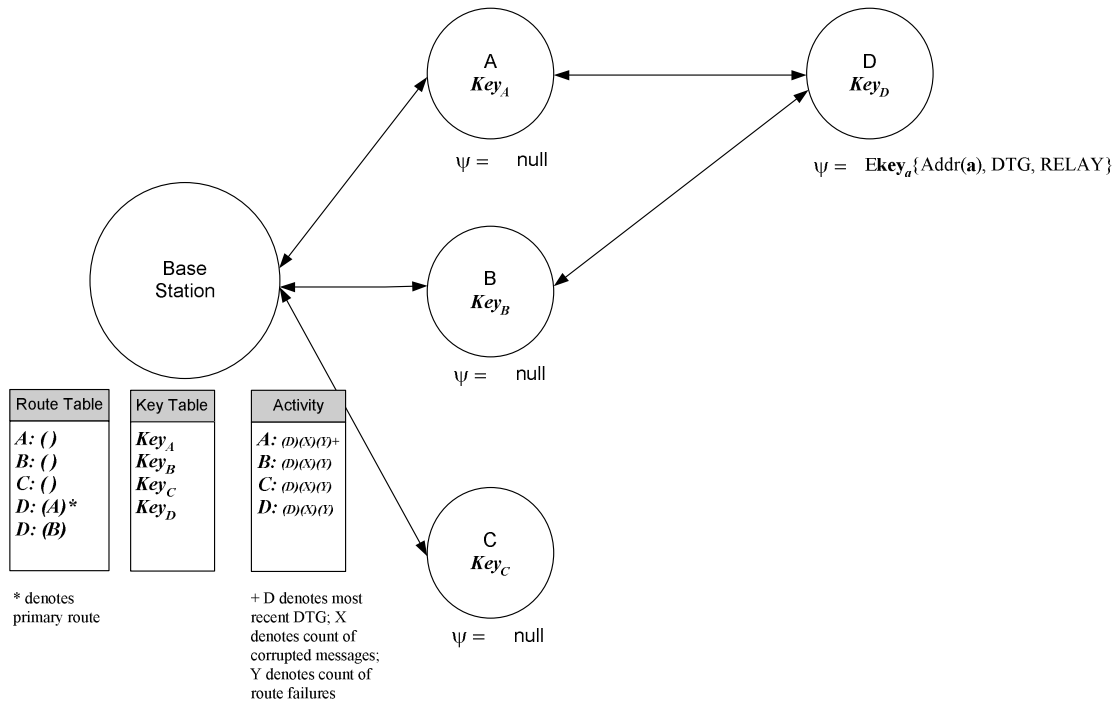 A
Key_A
ψ = null
D
Key_D
ψ = Ekey_a{Addr(a), DTG, RELAY}
Base
Station
B
Key_B
ψ = null
Route Table
A: ( )
B: ( )
C: ( )
D: (A)*
D: (B)
* denotes
primary route
Key Table
Key_A
Key_B
Key_C
Key_D
Activity
A: (D)(X)(Y)+
B: (D)(X)(Y)
C: (D)(X)(Y)
D: (D)(X)(Y)
+ D denotes most
recent DTG; X
denotes count of
corrupted messages;
Y denotes count of
route failures
C
Key_C
ψ = null